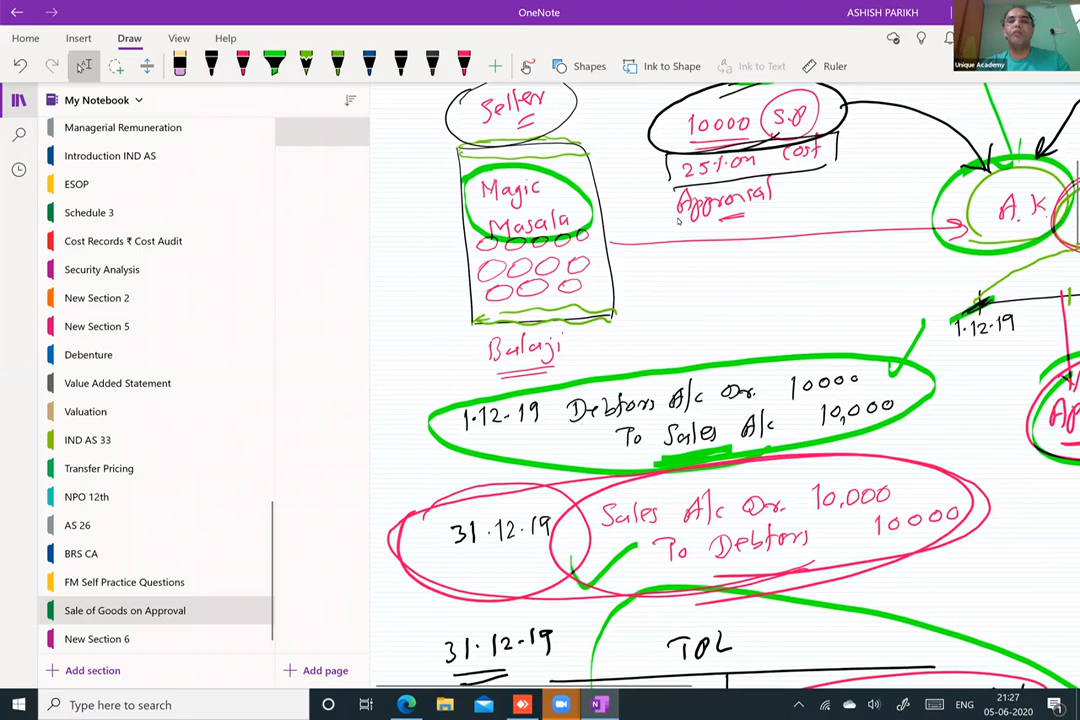 OneNote
ASHISH PARIKH
Home Insert Draw View Help
Shapes Ink to Shape Ink to Text Ruler
My Notebook
Managerial Remuneration
Introduction IND AS
ESOP
Schedule 3
Cost Records ₹ Cost Audit
Security Analysis
New Section 2
New Section 5
Debenture
Value Added Statement
Valuation
IND AS 33
Transfer Pricing
NPO 12th
AS 26
BRS CA
FM Self Practice Questions
Sale of Goods on Approval
New Section 6
Add section
Add page
Unique Academy
Seller
Magic
Masala
Balaji
10000 S.P
25% on Cost
Approval
A.K.
1.12.19
1.12-19 Debtors A/c Dr. 10000
To Sales A/c 10,000
31.12.19
Sales A/c Dr. 10,000
To Debtors 10000
31.12.19
Type here to search
ENG
21:27
05-06-2020